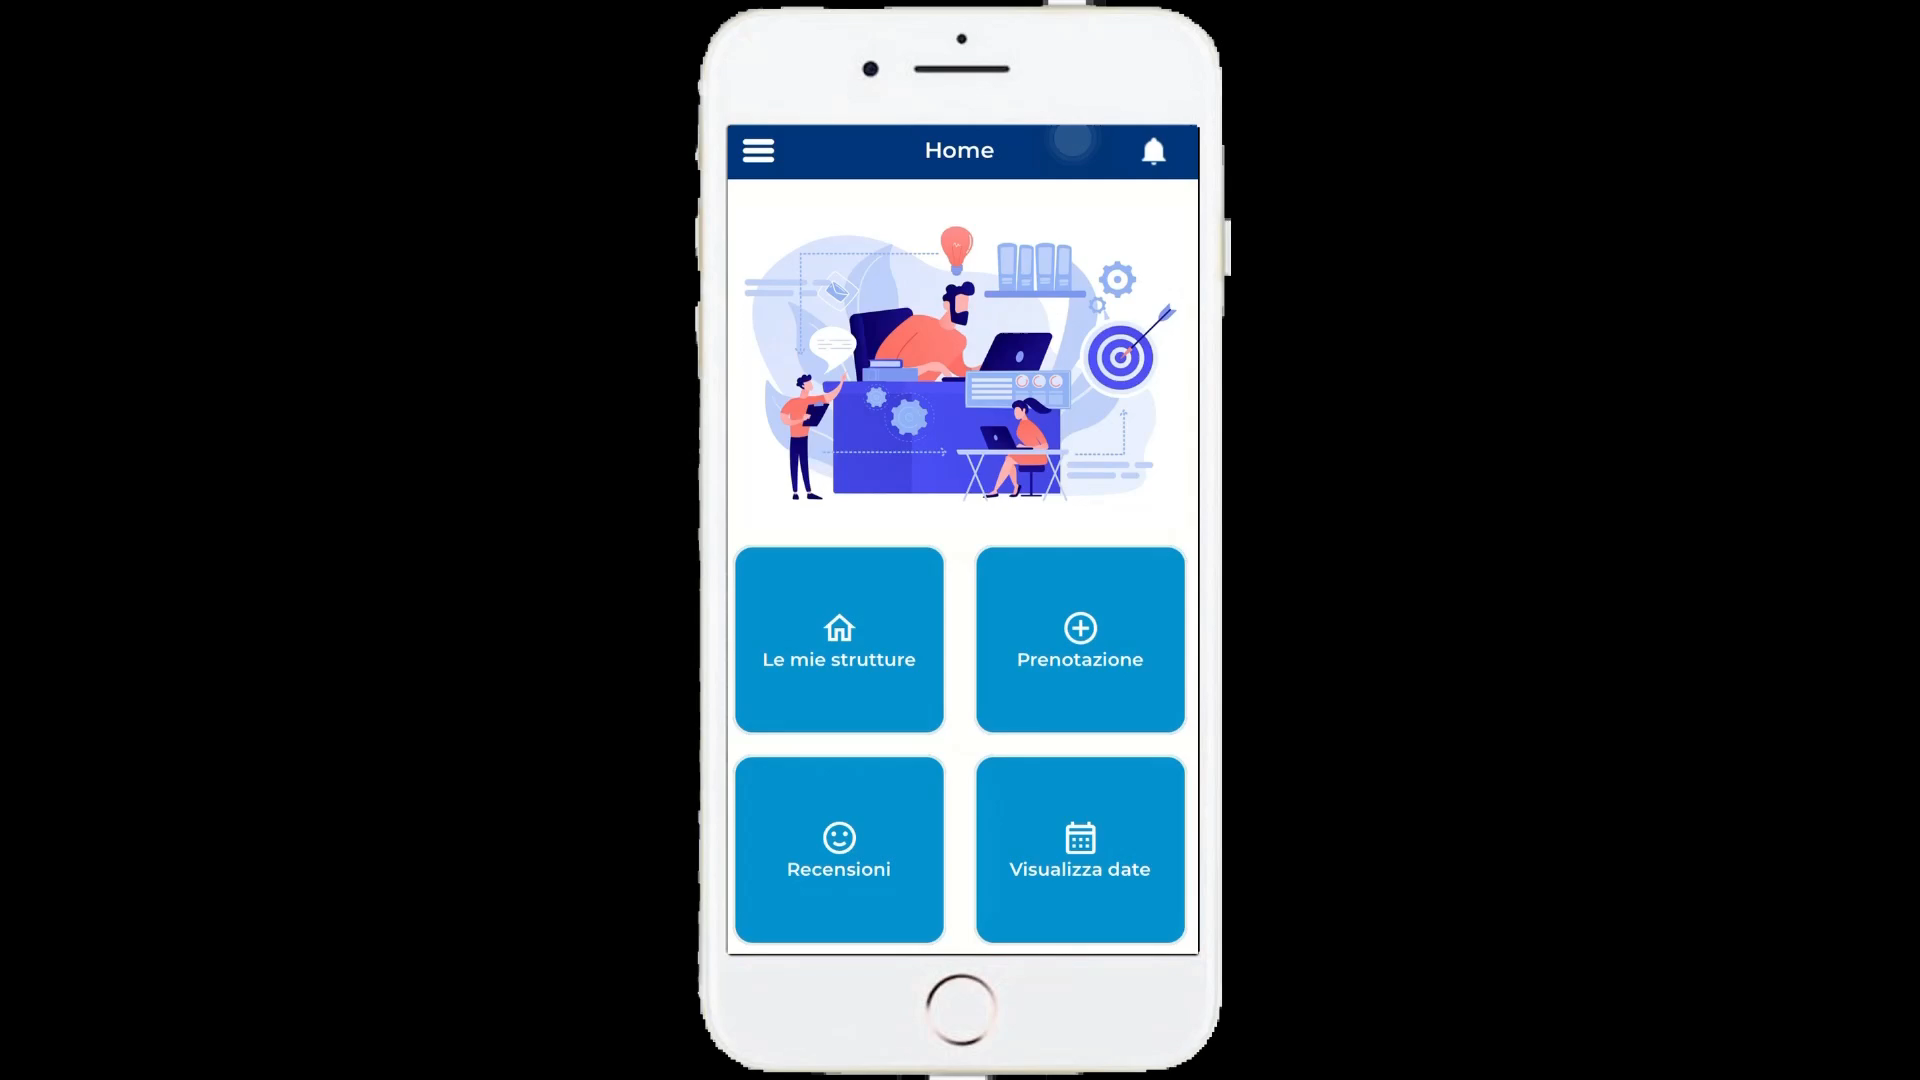 Home
Le mie strutture
Prenotazione
Recensioni
Visualizza date